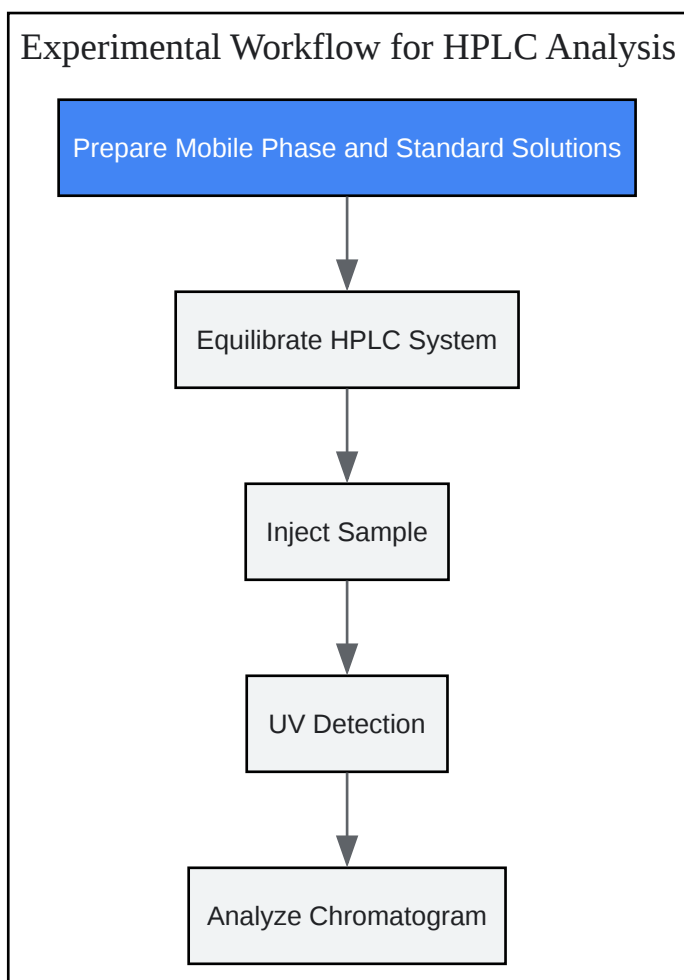 Experimental Workflow for HPLC Analysis
Prepare Mobile Phase and Standard Solutions
Equilibrate HPLC System
Inject Sample
UV Detection
Analyze Chromatogram